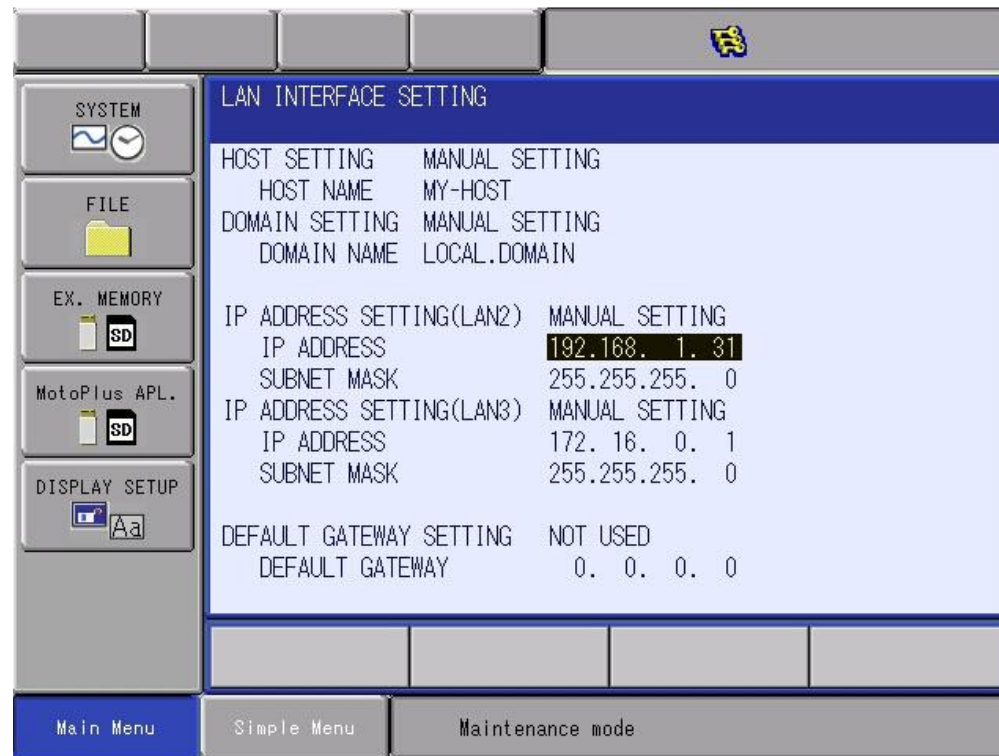 SYSTEM
FILE
EX. MEMORY
SD
MotoPlus APL.
SD
DISPLAY SETUP
Aa
LAN INTERFACE SETTING
HOST SETTING MANUAL SETTING
HOST NAME MY-HOST
DOMAIN SETTING MANUAL SETTING
DOMAIN NAME LOCAL.DOMAIN
IP ADDRESS SETTING(LAN2) MANUAL SETTING
IP ADDRESS 192.168. 1. 31
SUBNET MASK 255.255.255. 0
IP ADDRESS SETTING(LAN3) MANUAL SETTING
IP ADDRESS 172. 16. 0. 1
SUBNET MASK 255.255.255. 0
DEFAULT GATEWAY SETTING NOT USED
DEFAULT GATEWAY 0. 0. 0. 0
Main Menu Simple Menu Maintenance mode